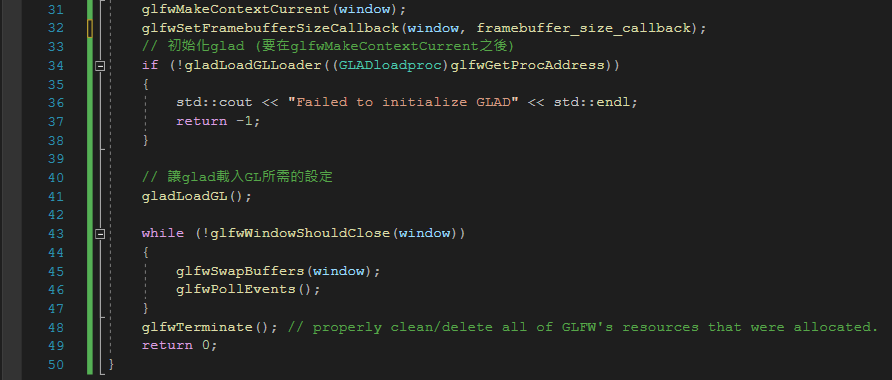 31 glfwMakeContextCurrent(window);
32 glfwSetFramebufferSizeCallback(window, framebuffer_size_callback);
33 // 初始化glad (要在glfwMakeContextCurrent之後)
34 if (!gladLoadGLLoader((GLADloadproc)glfwGetProcAddress))
35 {
36 std::cout << "Failed to initialize GLAD" << std::endl;
37 return -1;
38 }
39
40 // 讓glad載入GL所需的設定
41 gladLoadGL();
42
43 while (!glfwWindowShouldClose(window))
44 {
45 glfwSwapBuffers(window);
46 glfwPollEvents();
47 }
48 glfwTerminate(); // properly clean/delete all of GLFW's resources that were allocated.
49 return 0;
50 }